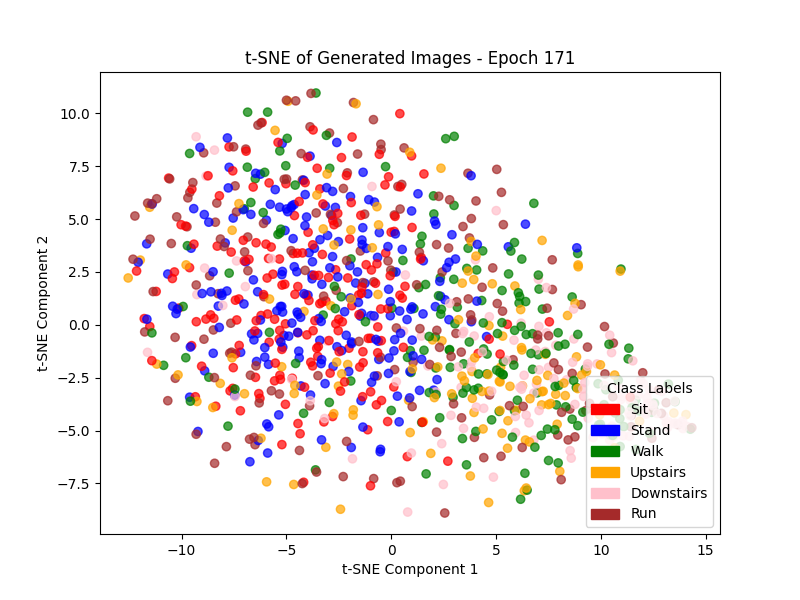 t-SNE of Generated Images - Epoch 171
10.0
7.5
5.0
2.5
0.0
−2.5
−5.0
−7.5
t-SNE Component 2
Class Labels
Sit
Stand
Walk
Upstairs
Downstairs
Run
−10
−5
0
5
10
15
t-SNE Component 1